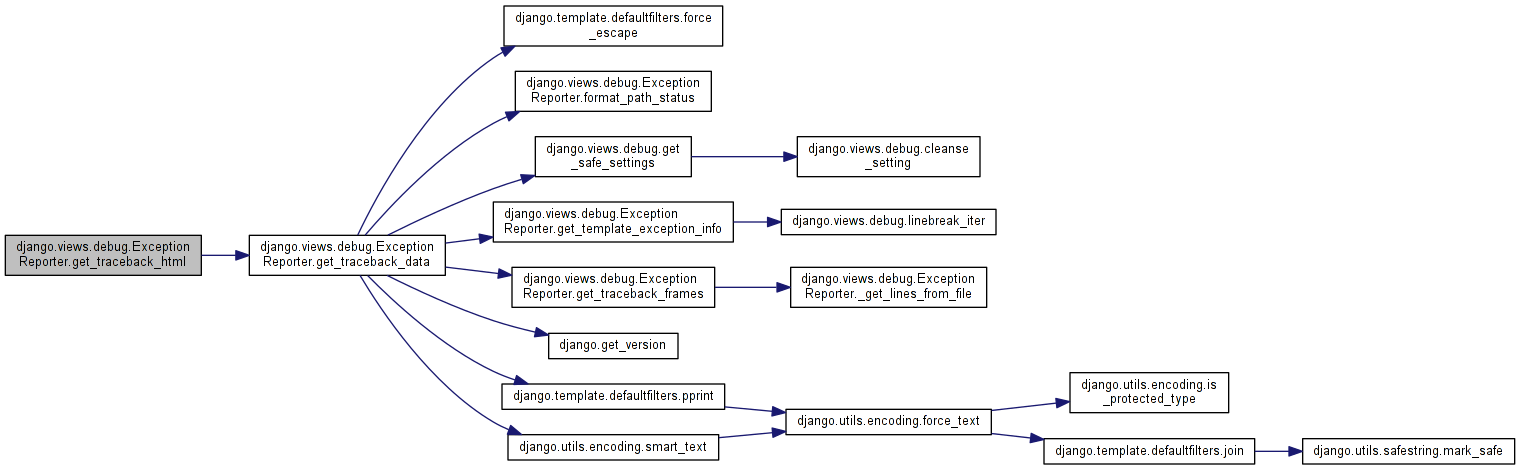 django.template.defaultfilters.force
_escape
django.views.debug.Exception
Reporter.format_path_status
django.views.debug.get
_safe_settings
django.views.debug.cleanse
_setting
django.views.debug.Exception
Reporter.get_template_exception_info
django.views.debug.linebreak_iter
django.views.debug.Exception
Reporter.get_traceback_html
django.views.debug.Exception
Reporter.get_traceback_data
django.views.debug.Exception
Reporter.get_traceback_frames
django.views.debug.Exception
Reporter._get_lines_from_file
django.get_version
django.template.defaultfilters.pprint
django.utils.encoding.is
_protected_type
django.utils.encoding.force_text
django.utils.encoding.smart_text
django.template.defaultfilters.join
django.utils.safestring.mark_safe